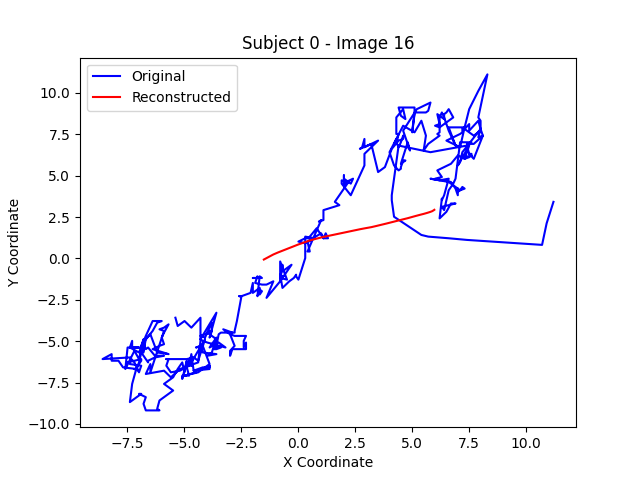 Subject 0 - Image 16
Original
Reconstructed
Y Coordinate
10.0
7.5
5.0
2.5
0.0
−2.5
−5.0
−7.5
−10.0
−7.5 −5.0 −2.5 0.0 2.5 5.0 7.5 10.0
X Coordinate